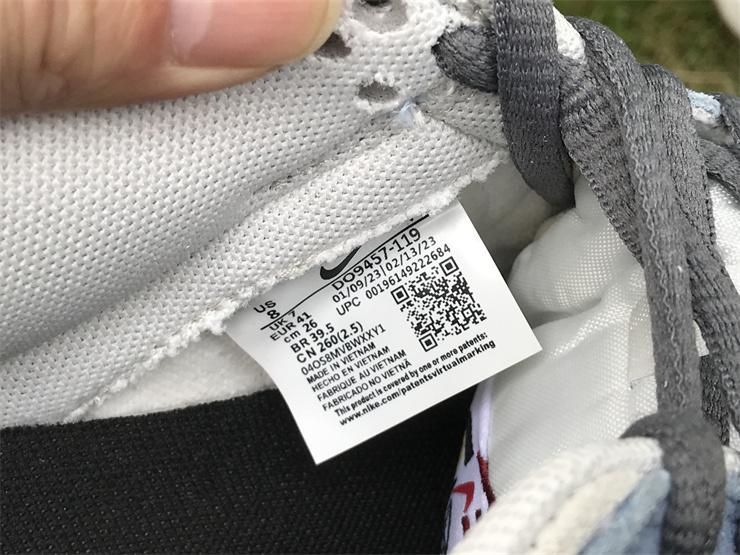 US 8
UK 7
EUR 41
cm 26
BR 39.5
CN 260(2.5)
DO9457-119
01/09/23 02/13/23
UPC 00196149222684
04OS8MVBWXXY1
MADE IN VIETNAM
HECHO EN VIETNAM
FABRIQUE AU VIETNAM
FABRICADO NO VIETNÃ
This product is covered by one or more patents:
www.nike.com/patentsvirtualmarking